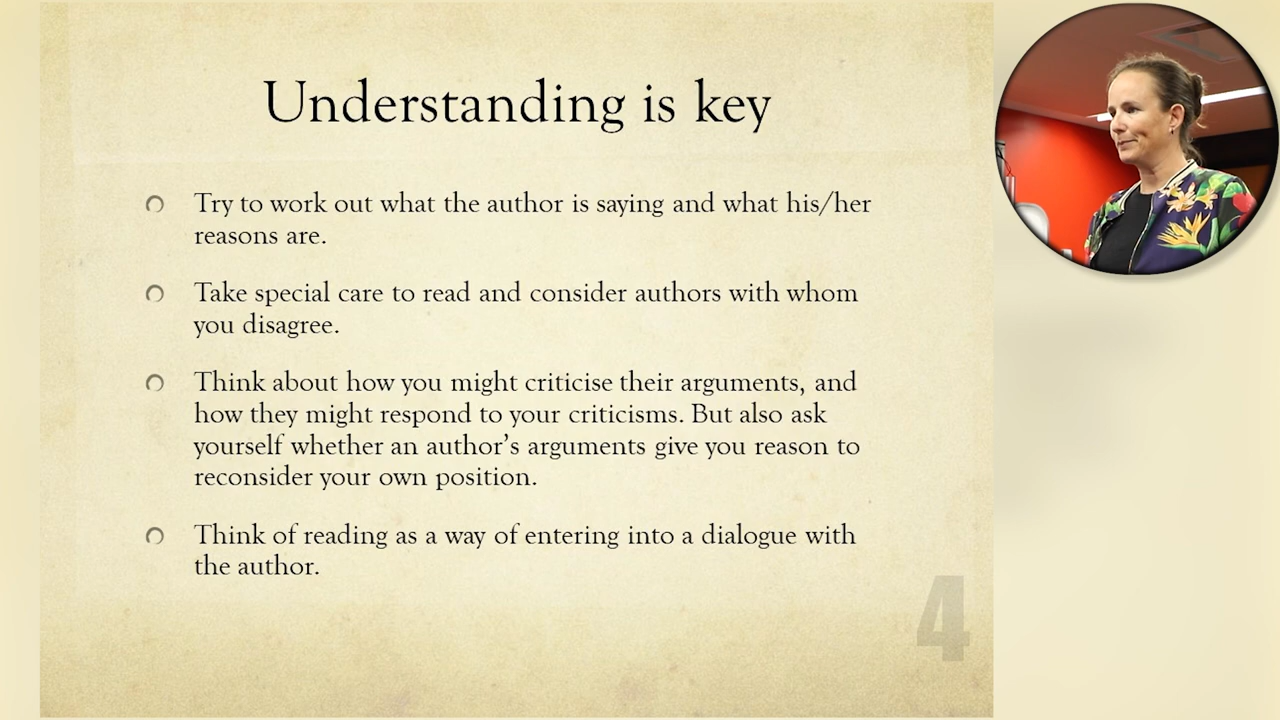 Understanding is key
Try to work out what the author is saying and what his/her
reasons are.
Take special care to read and consider authors with whom
you disagree.
Think about how you might criticise their arguments, and
how they might respond to your criticisms. But also ask
yourself whether an author's arguments give you reason to
reconsider your own position.
Think of reading as a way of entering into a dialogue with
the author.
4